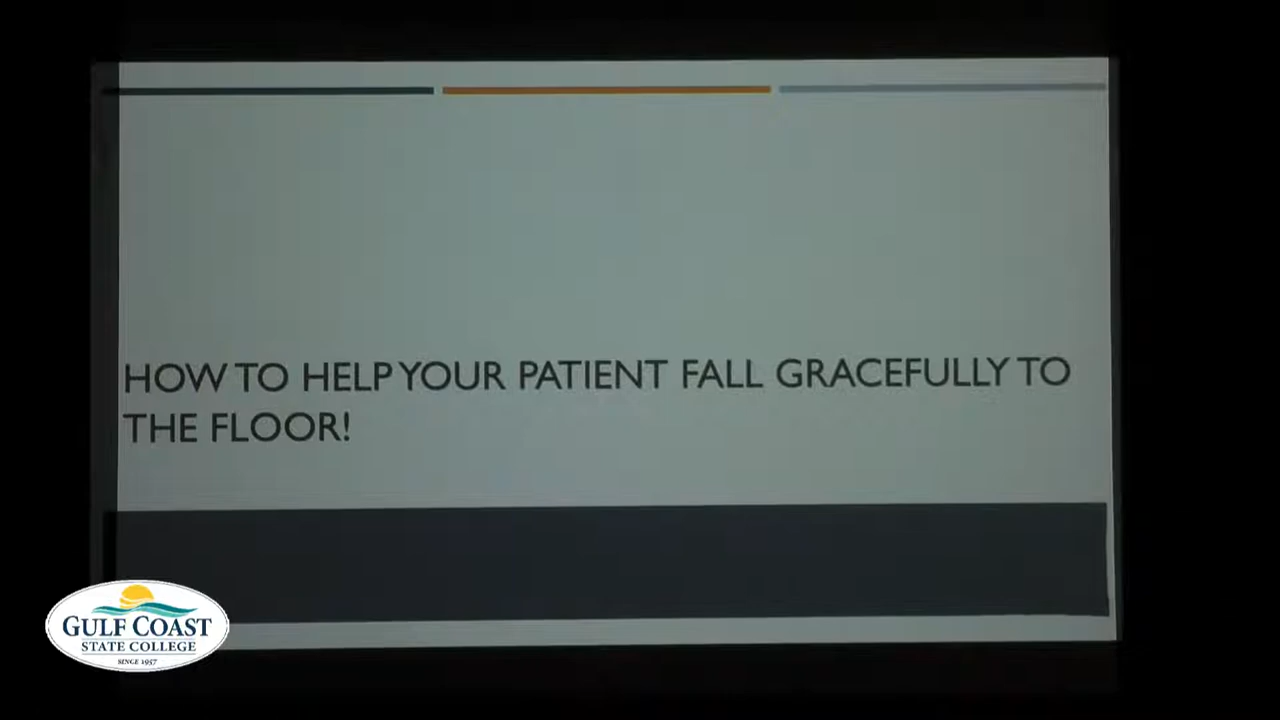 HOW TO HELP YOUR PATIENT FALL GRACEFULLY TO
THE FLOOR!
GULF COAST
STATE COLLEGE
SINCE 1957